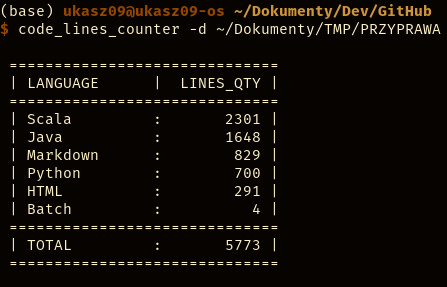 (base) ukasz09@ukasz09-os ~/Dokumenty/Dev/GitHub
$ code_lines_counter -d ~/Dokumenty/TMP/PRZYPRAWA
==============================
| LANGUAGE      |  LINES_QTY |
==============================
| Scala         :       2301 |
| Java          :       1648 |
| Markdown      :        829 |
| Python        :        700 |
| HTML          :        291 |
| Batch         :          4 |
==============================
| TOTAL         :       5773 |
==============================